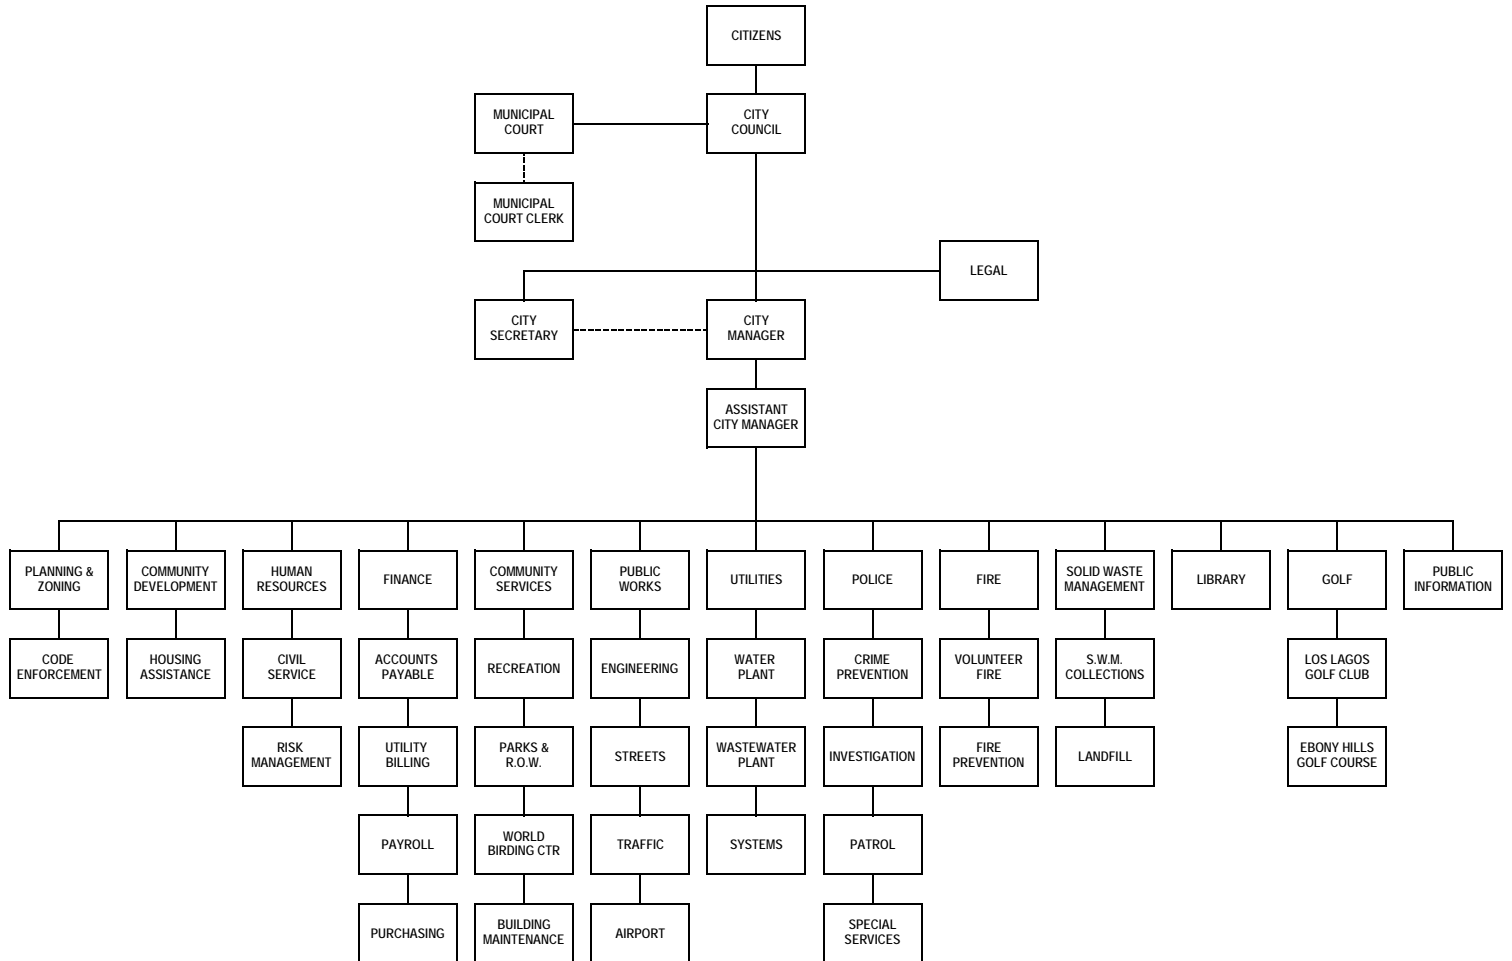 CITIZENS
MUNICIPAL
COURT
CITY
COUNCIL
MUNICIPAL
COURT CLERK
LEGAL
CITY
SECRETARY
CITY
MANAGER
ASSISTANT
CITY MANAGER
PLANNING &
ZONING
COMMUNITY
DEVELOPMENT
HUMAN
RESOURCES
FINANCE
COMMUNITY
SERVICES
PUBLIC
WORKS
UTILITIES
POLICE
FIRE
SOLID WASTE
MANAGEMENT
LIBRARY
GOLF
PUBLIC
INFORMATION
CODE
ENFORCEMENT
HOUSING
ASSISTANCE
CIVIL
SERVICE
ACCOUNTS
PAYABLE
RECREATION
ENGINEERING
WATER
PLANT
CRIME
PREVENTION
VOLUNTEER
FIRE
S.W.M.
COLLECTIONS
LOS LAGOS
GOLF CLUB
RISK
MANAGEMENT
UTILITY
BILLING
PARKS &
R.O.W.
STREETS
WASTEWATER
PLANT
INVESTIGATION
FIRE
PREVENTION
LANDFILL
EBONY HILLS
GOLF COURSE
PAYROLL
WORLD
BIRDING CTR
TRAFFIC
SYSTEMS
PATROL
PURCHASING
BUILDING
MAINTENANCE
AIRPORT
SPECIAL
SERVICES